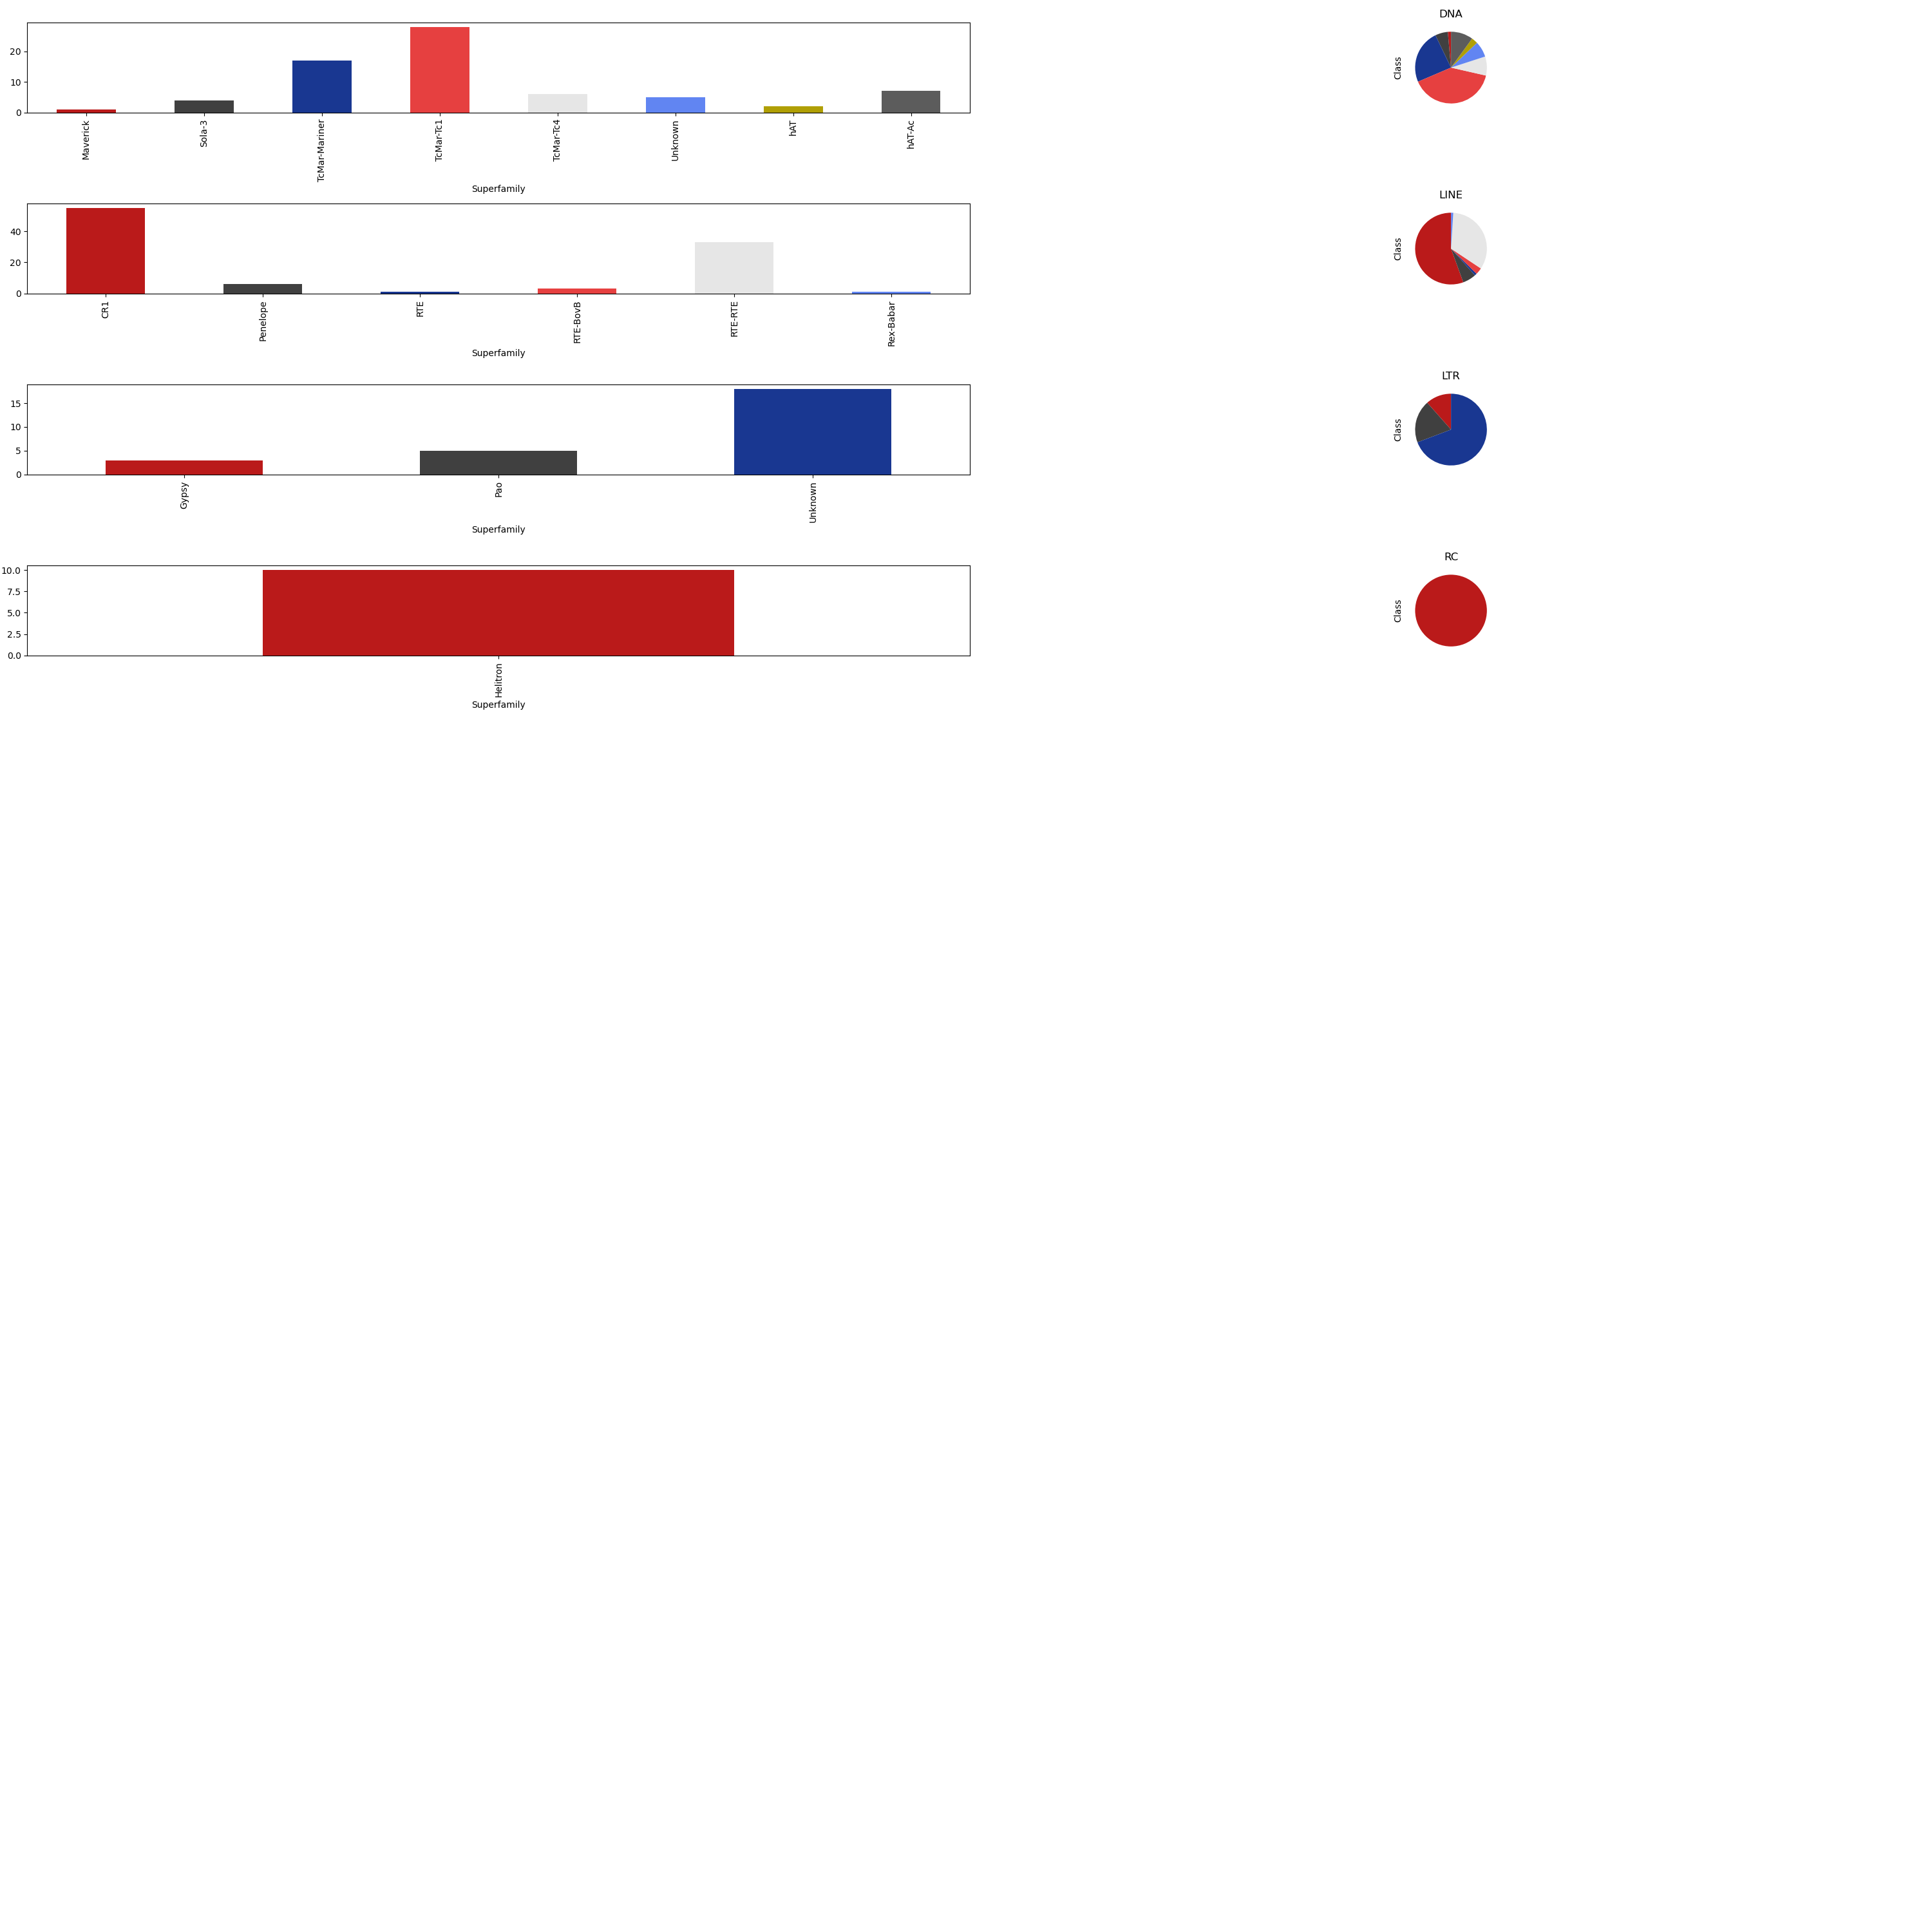 DNA
20
10
0
Class
Maverick
Sola-3
TcMar-Mariner
TcMar-Tc1
TcMar-Tc4
Unknown
hAT
hAT-Ac
Superfamily
LINE
40
20
0
Class
CR1
Penelope
RTE
RTE-BovB
RTE-RTE
Rex-Babar
Superfamily
LTR
15
10
5
0
Class
Gypsy
Pao
Unknown
Superfamily
RC
10.0
7.5
5.0
2.5
0.0
Class
Helitron
Superfamily